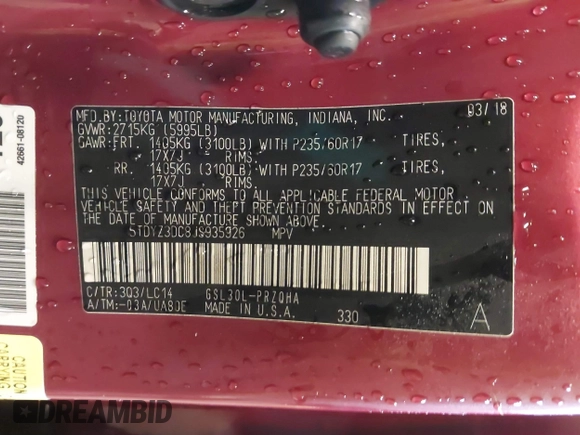 MFD.BY:TOYOTA MOTOR MANUFACTURING, INDIANA, INC. 03/18
GVWR:2715KG (5995LB)
GAWR:FRT. 1405KG (3100LB) WITH P235/60R17 TIRES,
17X7J RIMS
RR. 1405KG (3100LB) WITH P235/60R17 TIRES,
17X7J RIMS
THIS VEHICLE CONFORMS TO ALL APPLICABLE FEDERAL MOTOR
VEHICLE SAFETY AND THEFT PREVENTION STANDARDS IN EFFECT
ON THE DATE OF MANUFACTURE SHOWN ABOVE.
5TDYZ3DC8JS935926 MPV
C/TR:3Q3/LC14 GSL30L-PRZQHA
A/TM:-03A/UA80E MADE IN U.S.A. 330 A
42661-08120
CAUTION
CARRYING
DREAMBID